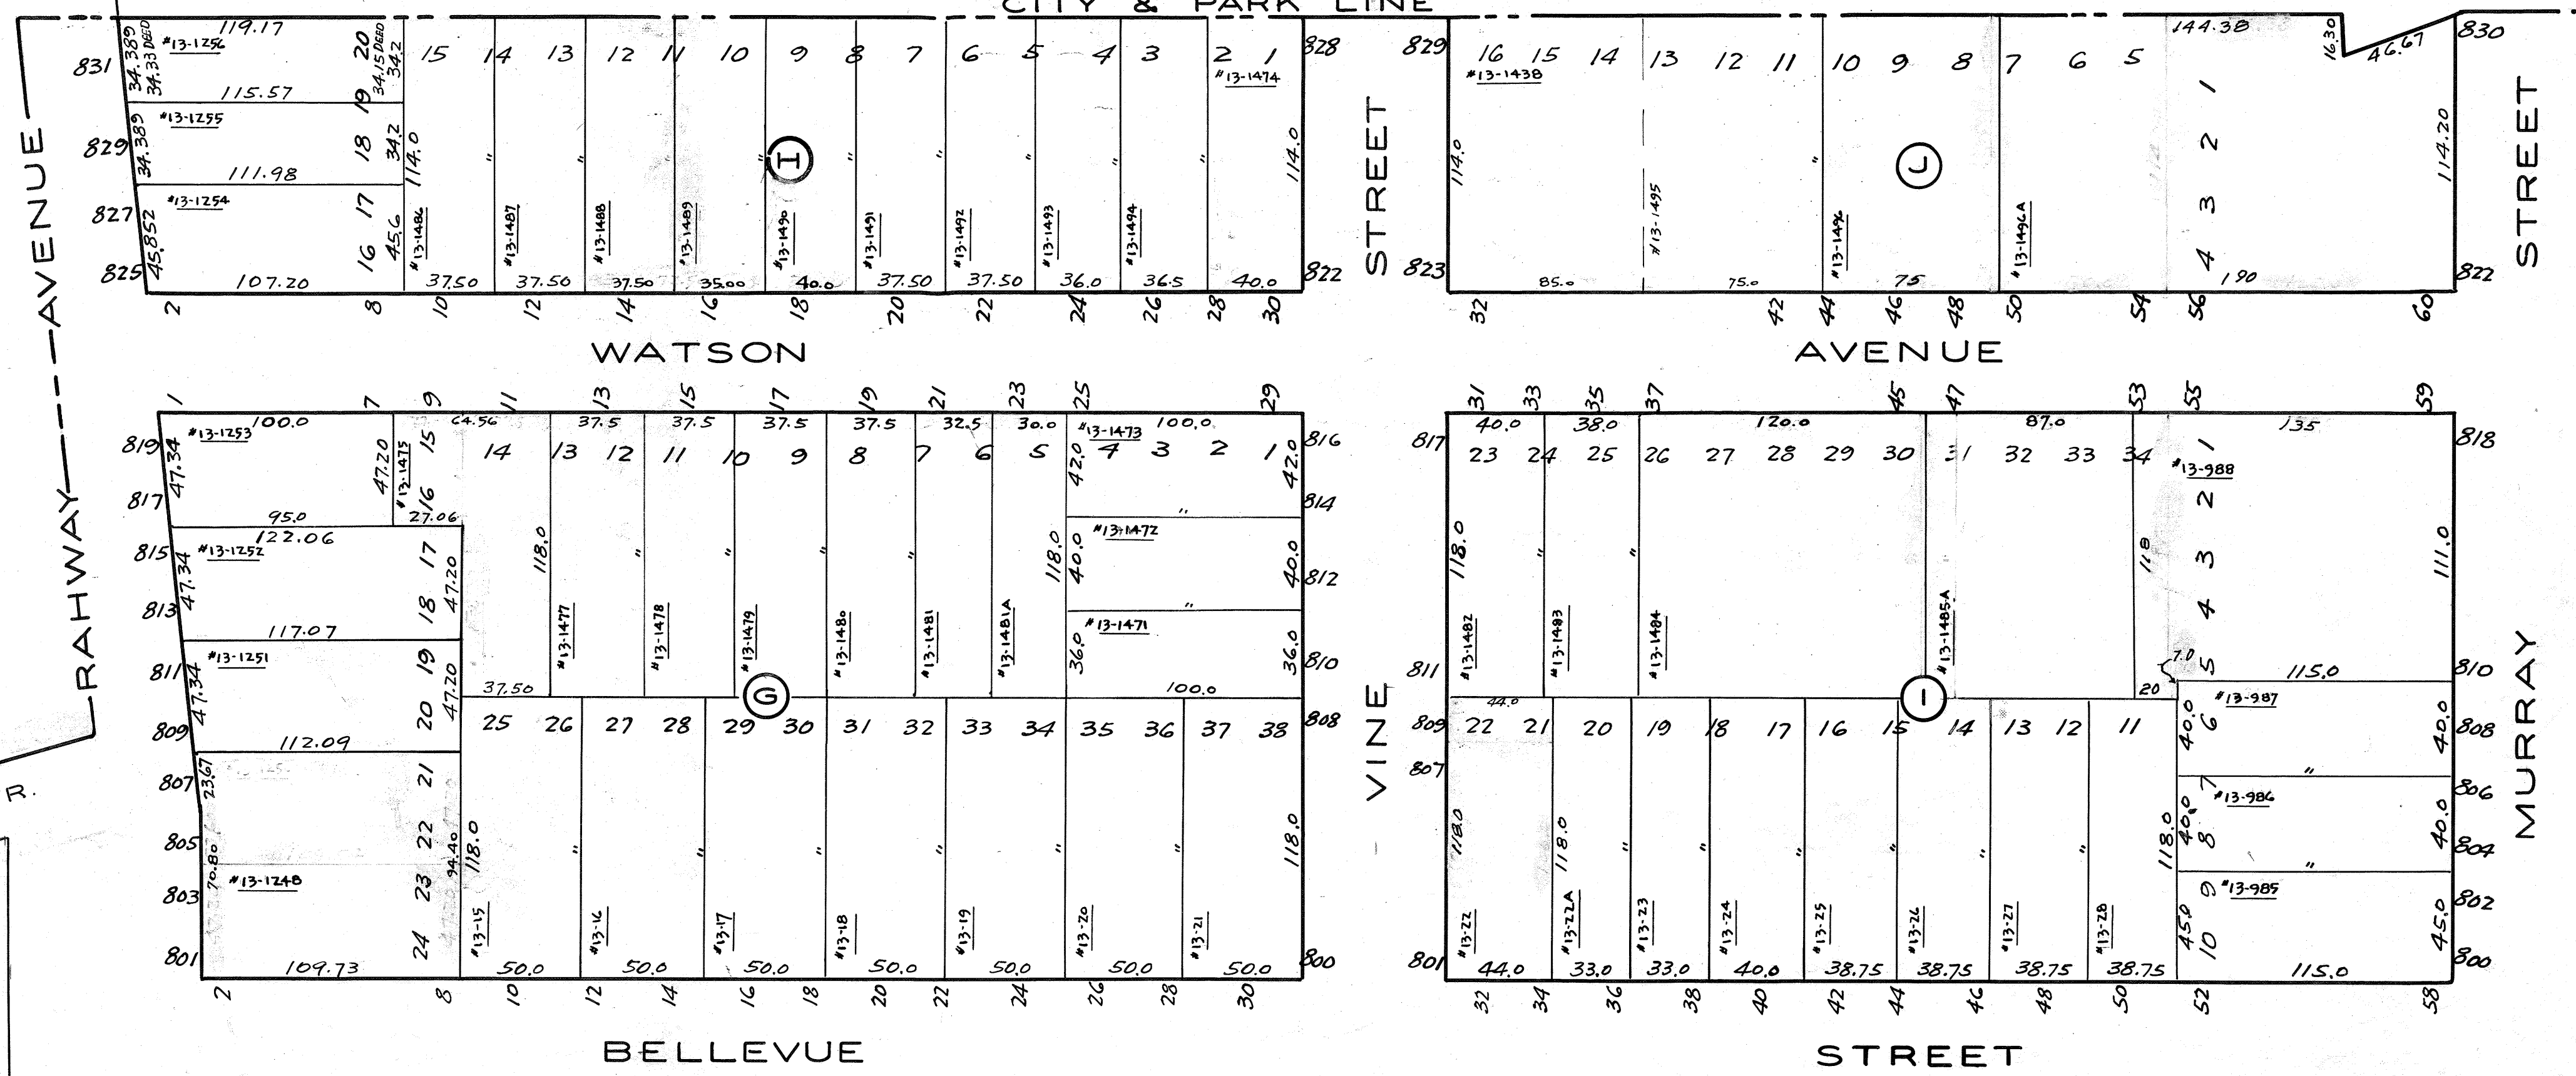 CITY & PARK LINE
RAHWAY AVENUE
R.
831 829 827 825
119.17
#13-1256
34.389
34.33 DEED
20
34.15 DEED
34.2
19
115.57
#13-1255
34.389
18
34.2
111.98
#13-1254
45.852
17
16
45.6
107.20
15 14 13 12 11 10 9 8 7 6 5 4 3 2 1
#13-1474
114.0 " " " " " " " " 114.0
I
#13-1486 #13-1487 #13-1488 #13-1489 #13-1490 #13-1491 #13-1492 #13-1493 #13-1494
37.50 37.50 37.50 35.00 40.0 37.50 37.50 36.0 36.5 40.0
2 8 10 12 14 16 18 20 22 24 26 28 30
828
822
STREET
829
823
16 15 14 13 12 11 10 9 8 7 6 5
#13-1438
144.38
16.30
46.67
830
1
2
3
4
114.0 " 114.20
L
#13-1495 #13-1496 #13-1496A
85.0 75.0 75 190
822
32 42 44 46 48 50 54 56 60
STREET
WATSON AVENUE
1 7 9 11 13 15 17 19 21 23 25 29
819 817 815 813 811 809 807 805 803 801
100.0 64.56 37.5 37.5 37.5 37.5 32.5 30.0 100.0
#13-1253
47.34
47.20
#13-1475
15
16
95.0 27.06
122.06
#13-1252
47.34
17
18
47.20
117.07
#13-1251
47.34
19
20
47.20
112.09
23.67
21
22
70.80
94.40
#13-1248
23
24
109.73
14 13 12 11 10 9 8 7 6 5 4 3 2 1
118.0 " " " " 118.0
#13-1473
42.0 42.0
"
#13-1472
40.0 40.0
"
#13-1471
36.0 36.0
100.0
#13-1477 #13-1478 #13-1479 #13-1480 #13-1481 #13-1481A
37.50
G
816 814 812 810 808 800
25 26 27 28 29 30 31 32 33 34 35 36 37 38
118.0 " " " " " " 118.0
#13-15 #13-16 #13-17 #13-18 #13-19 #13-20 #13-21
50.0 50.0 50.0 50.0 50.0 50.0 50.0
2 8 10 12 14 16 18 20 22 24 26 28 30
VINE
31 33 35 37 45 47 53 55 59
817 811 809 807 801
40.0 38.0 120.0 87.0 135
23 24 25 26 27 28 29 30 31 32 33 34
118.0 " " 118
#13-988
1
2
3
4
5
111.0
#13-1482 #13-1483 #13-1484 #13-1485-A
7.0
20
115.0
44.0
I
22 21 20 19 18 17 16 15 14 13 12 11
#13-987
40.0 6 40.0
"
7
#13-986
40.0 8 40.0
"
9
#13-985
45.0 10 45.0
118.0 118.0 " " " " " " 118.0
#13-22 #13-22A #13-23 #13-24 #13-25 #13-26 #13-27 #13-28
44.0 33.0 33.0 40.0 38.75 38.75 38.75 38.75 115.0
818 810 808 806 804 802 800
32 34 36 38 40 42 44 46 48 50 52 58
MURRAY
BELLEVUE STREET